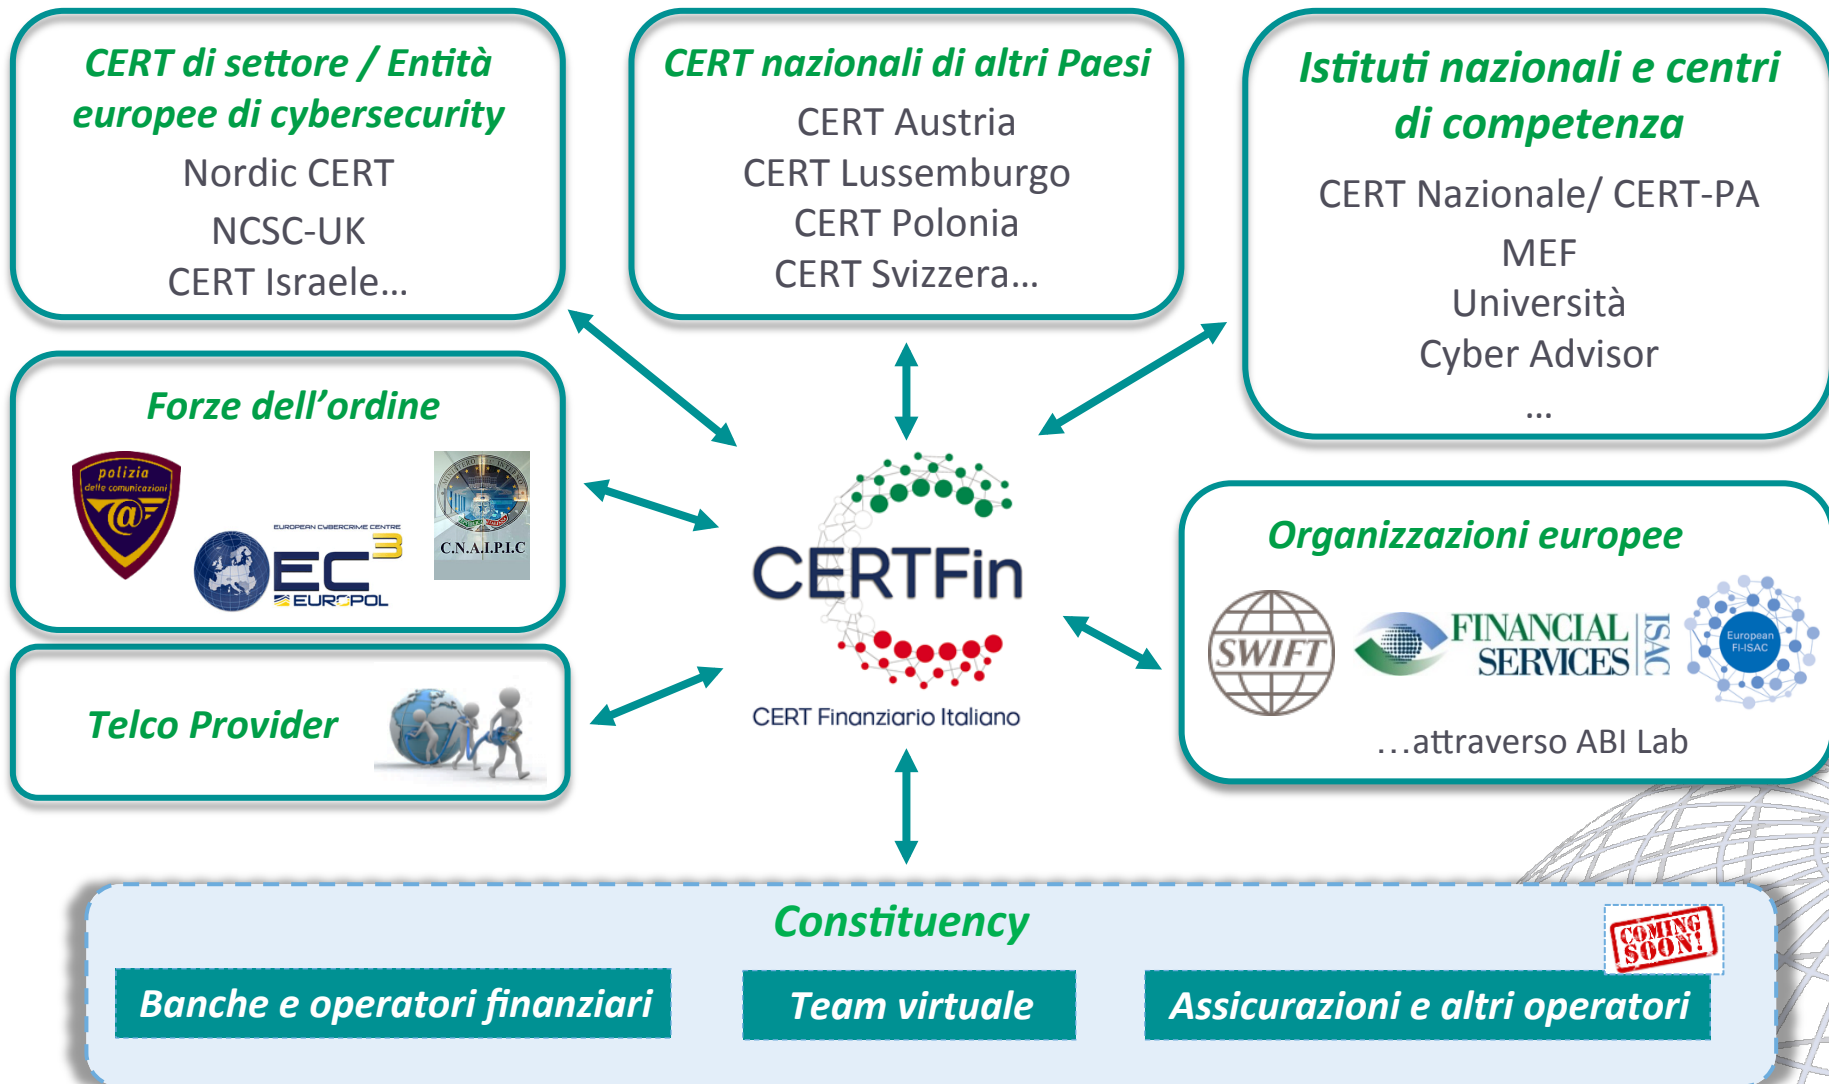 CERT di settore / Entità
europee di cybersecurity
Nordic CERT
NCSC-UK
CERT Israele...
CERT nazionali di altri Paesi
CERT Austria
CERT Lussemburgo
CERT Polonia
CERT Svizzera...
Istituti nazionali e centri
di competenza
CERT Nazionale/ CERT-PA
MEF
Università
Cyber Advisor
...
Forze dell'ordine
polizia
delle comunicazioni
@
EUROPEAN CYBERCRIME CENTRE
EC3
EUROPOL
C.N.A.I.P.I.C
CERTFin
CERT Finanziario Italiano
Organizzazioni europee
SWIFT
FINANCIAL
SERVICES
ISAC
European
FI-ISAC
...attraverso ABI Lab
Telco Provider
Constituency
COMING
SOON!
Banche e operatori finanziari
Team virtuale
Assicurazioni e altri operatori